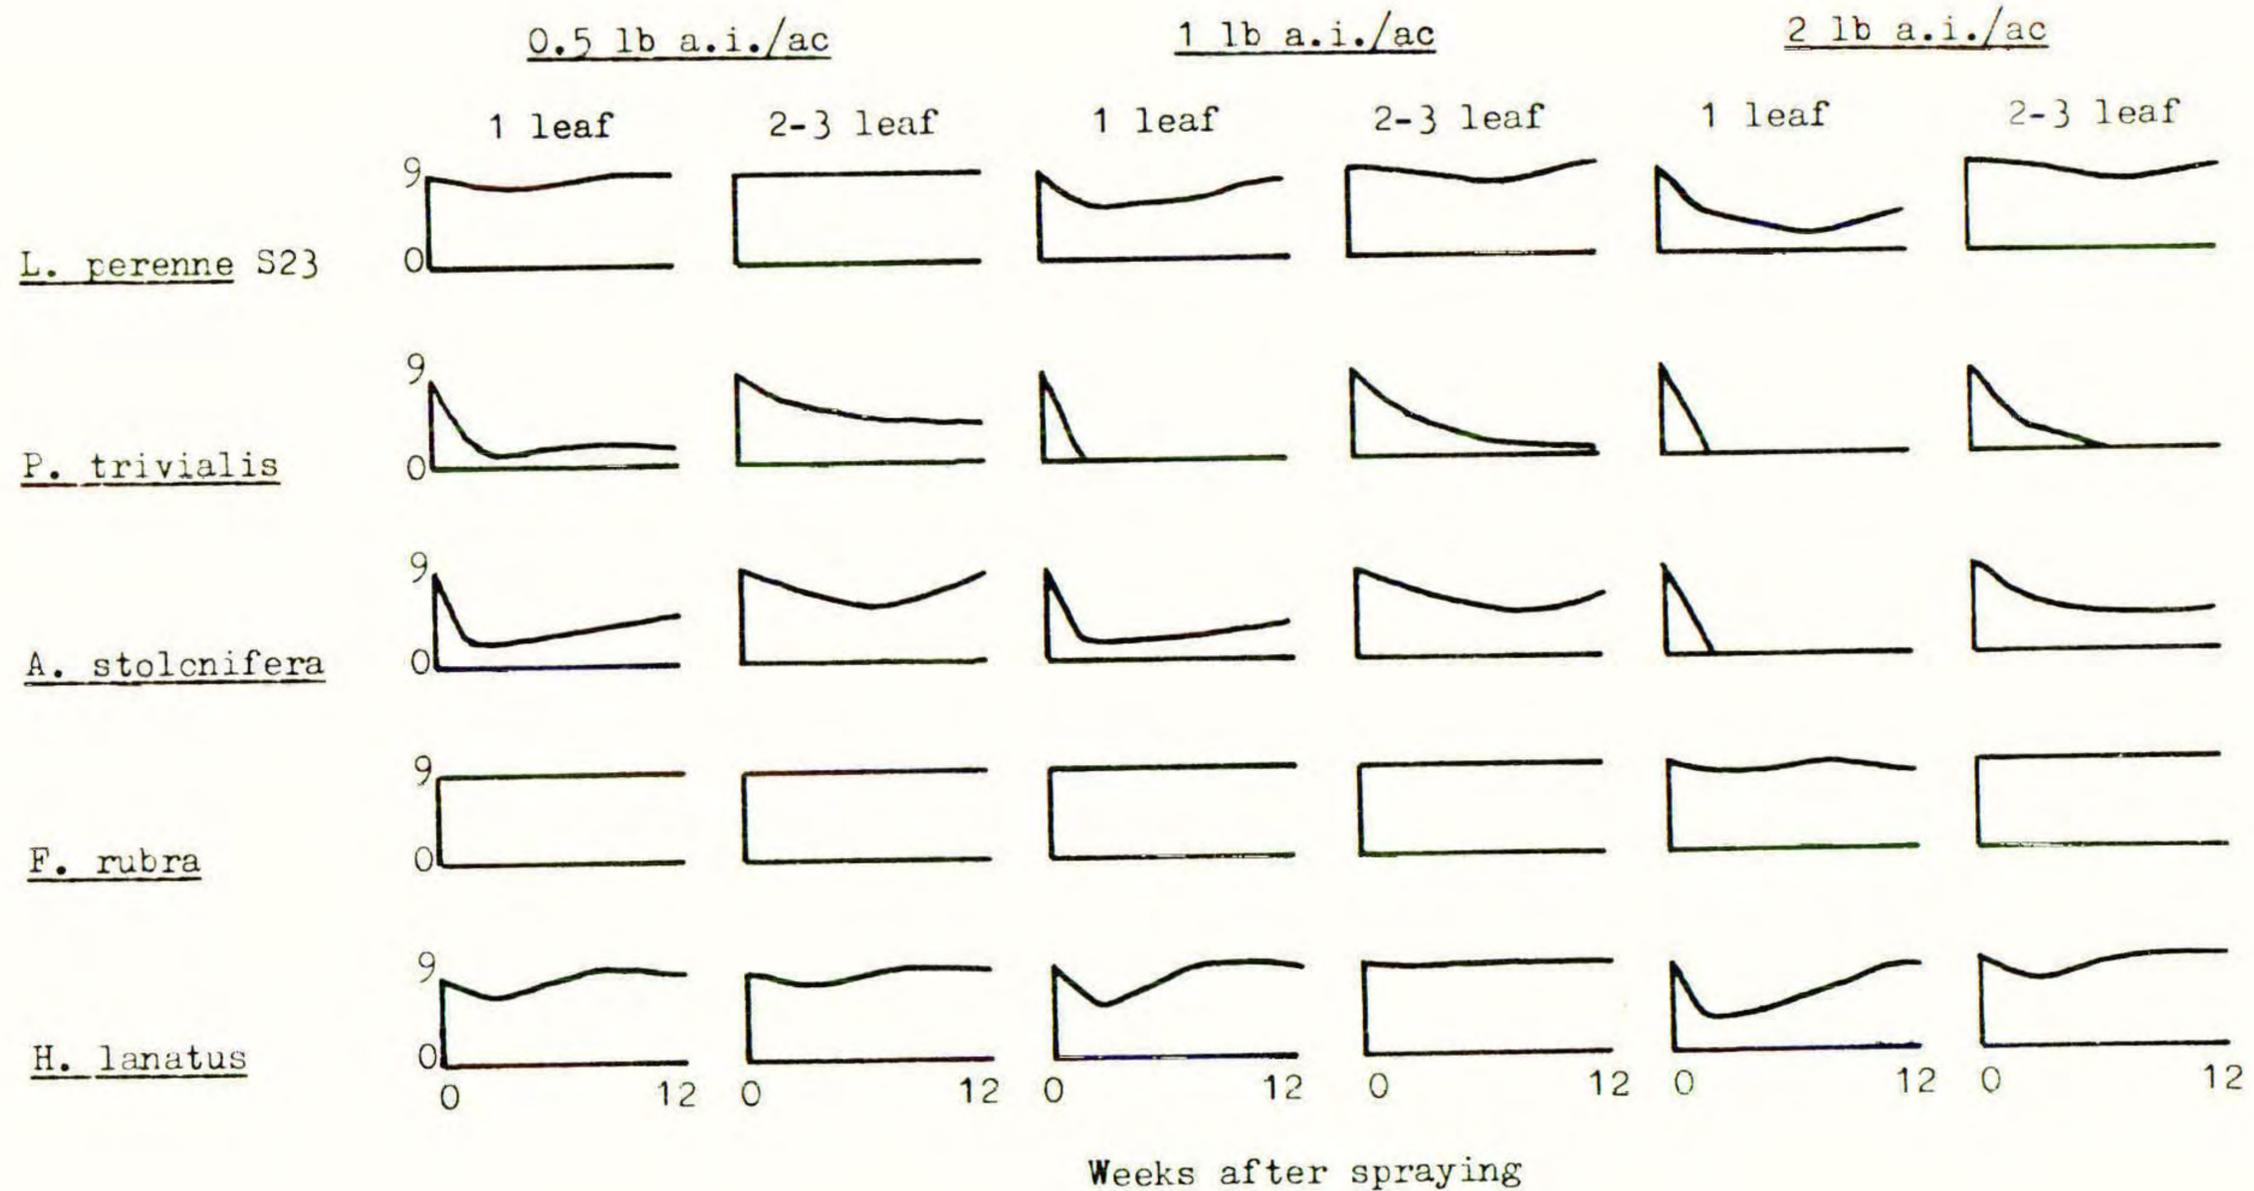 0.5 lb a.i./ac 1 lb a.i./ac 2 lb a.i./ac
1 leaf 2-3 leaf 1 leaf 2-3 leaf 1 leaf 2-3 leaf
9
L. perenne S23 0
9
P. trivialis 0
9
A. stolcnifera 0
9
F. rubra 0
9
H. lanatus 0
0 12 0 12 0 12 0 12 0 12 0 12
Weeks after spraying